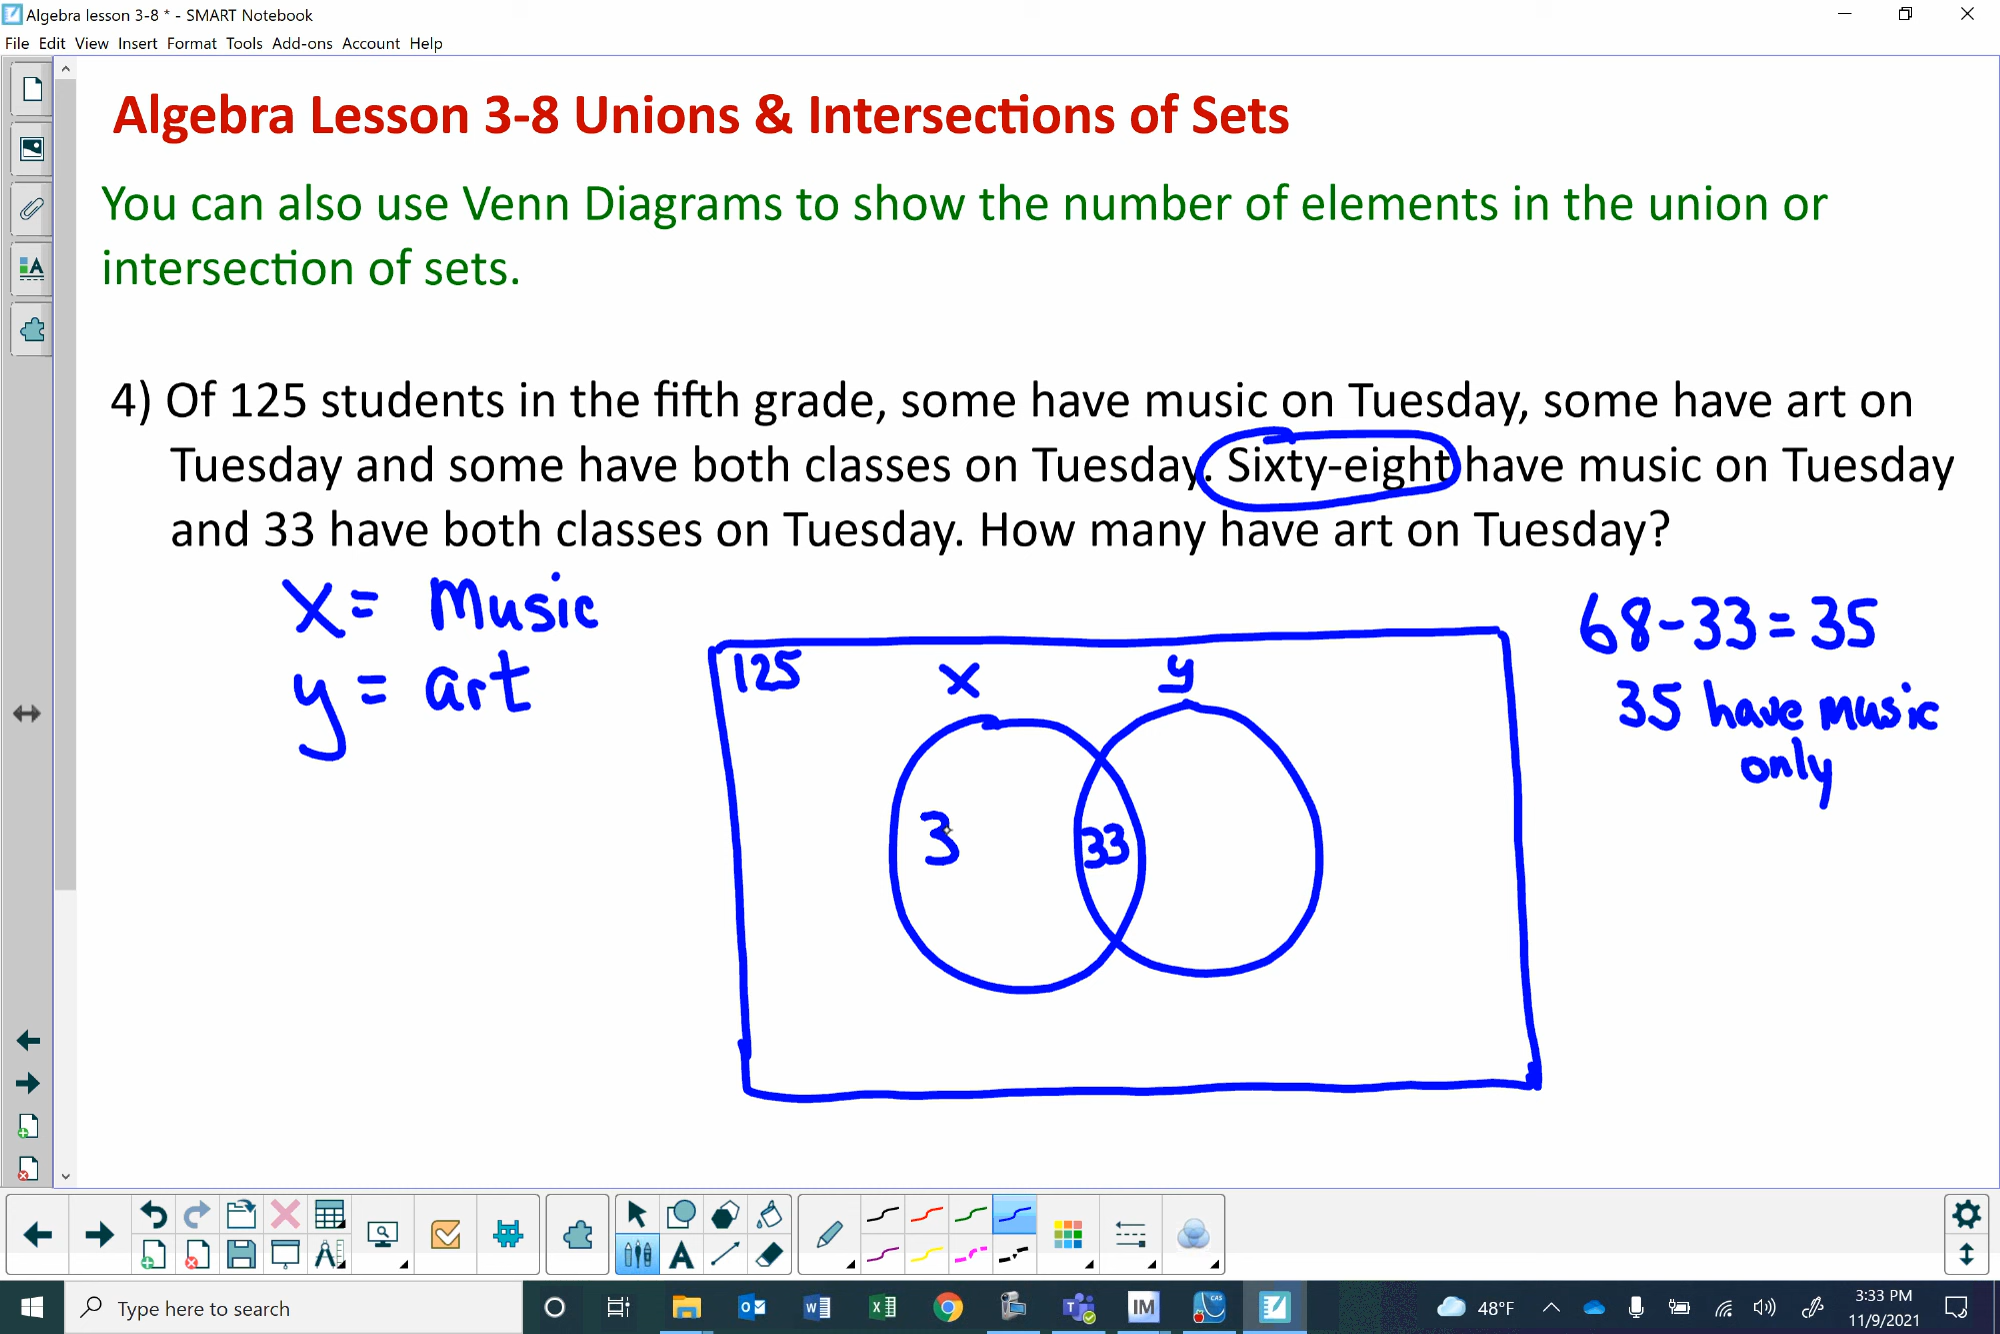 Algebra lesson 3-8 * - SMART Notebook
File Edit View Insert Format Tools Add-ons Account Help
Algebra Lesson 3-8 Unions & Intersections of Sets
You can also use Venn Diagrams to show the number of elements in the union or
intersection of sets.
4) Of 125 students in the fifth grade, some have music on Tuesday, some have art on
Tuesday and some have both classes on Tuesday. Sixty-eight have music on Tuesday
and 33 have both classes on Tuesday. How many have art on Tuesday?
x = Music
y = art
125 x y
3 33
68-33=35
35 have music
only
Type here to search
48°F
3:33 PM
11/9/2021
IM
CAS